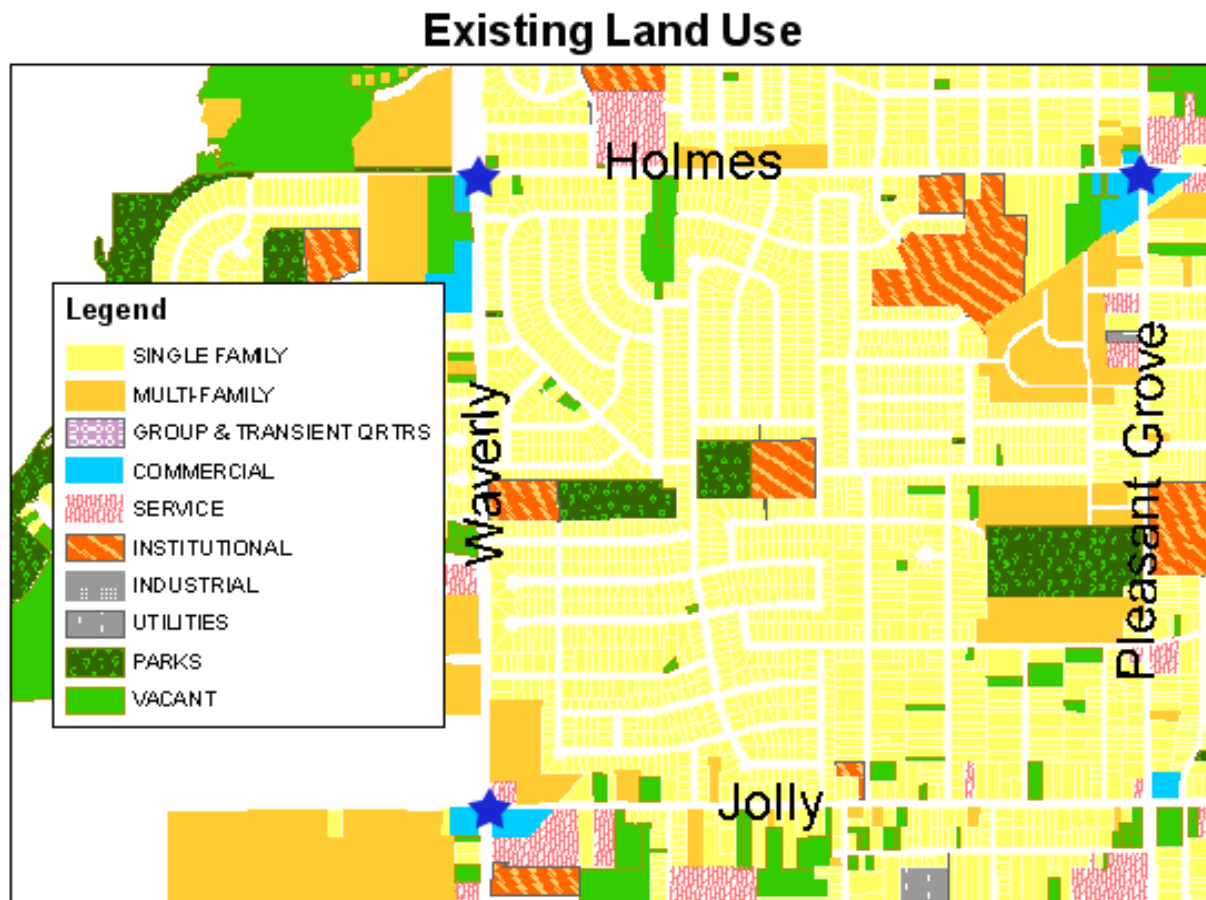 Existing Land Use
Holmes
Legend
SINGLE FAMILY
MULTI-FAMILY
GROUP & TRANSIENT QRTRS
COMMERCIAL
SERVICE
INSTITUTIONAL
INDUSTRIAL
UTILITIES
PARKS
VACANT
Waverly
Pleasant Grove
Jolly